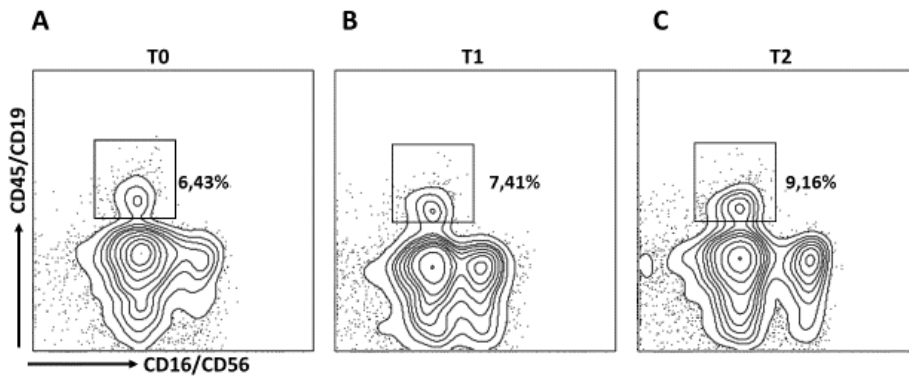 A
B
C
T0
T1
T2
CD45/CD19
6,43%
7,41%
9,16%
CD16/CD56